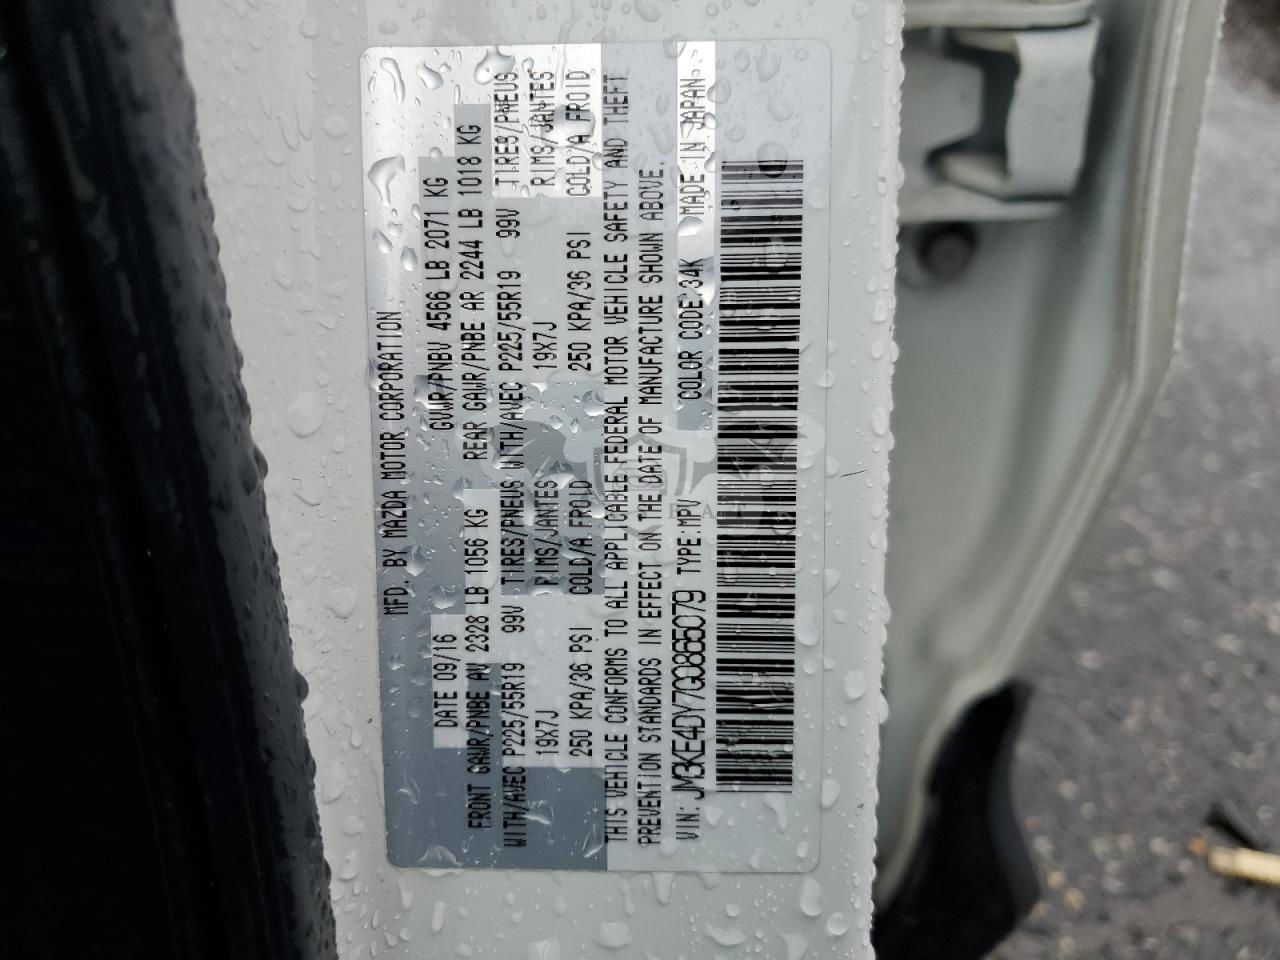 MFD. BY MAZDA MOTOR CORPORATION
DATE 09/16 GVWR/PNBV 4566 LB 2071 KG
FRONT GAWR/PNBE AV 2328 LB 1056 KG REAR GAWR/PNBE AR 2244 LB 1018 KG
WITH/AVEC P225/55R19 99V TIRES/PNEUS WITH/AVEC P225/55R19 99V TIRES/PNEUS
19X7J RIMS/JANTES 19X7J RIMS/JANTES
250 KPA/36 PSI COLD/A FROID 250 KPA/36 PSI COLD/A FROID
THIS VEHICLE CONFORMS TO ALL APPLICABLE FEDERAL MOTOR VEHICLE SAFETY AND THEFT
PREVENTION STANDARDS IN EFFECT ON THE DATE OF MANUFACTURE SHOWN ABOVE.
VIN: JM3KE4DY7G0865079 TYPE:MPV COLOR CODE:34K MADE IN JAPAN